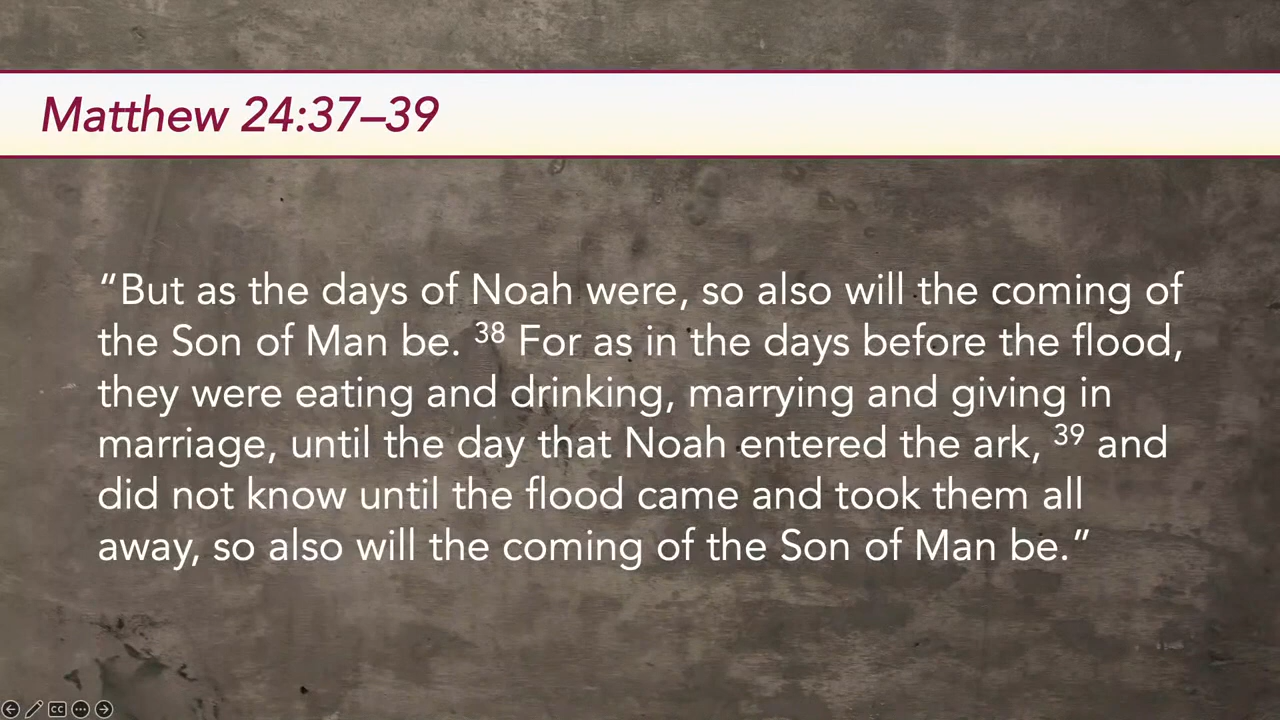 Matthew 24:37–39
“But as the days of Noah were, so also will the coming of
the Son of Man be. 38 For as in the days before the flood,
they were eating and drinking, marrying and giving in
marriage, until the day that Noah entered the ark, 39 and
did not know until the flood came and took them all
away, so also will the coming of the Son of Man be.”
CC